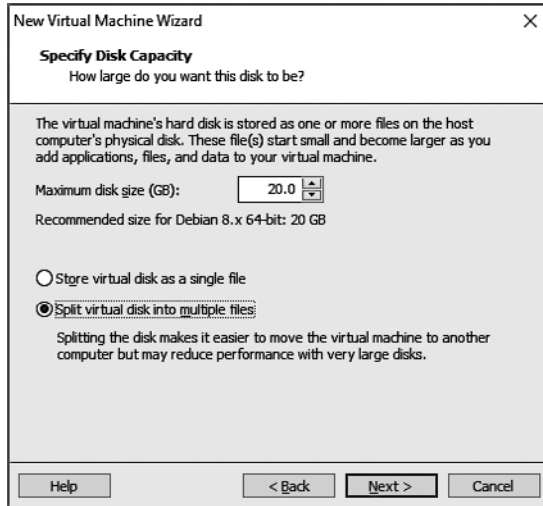 New Virtual Machine Wizard
Specify Disk Capacity
How large do you want this disk to be?
The virtual machine's hard disk is stored as one or more files on the host
computer's physical disk. These file(s) start small and become larger as you
add applications, files, and data to your virtual machine.
Maximum disk size (GB): 20.0
Recommended size for Debian 8.x 64-bit: 20 GB
Store virtual disk as a single file
Split virtual disk into multiple files
Splitting the disk makes it easier to move the virtual machine to another
computer but may reduce performance with very large disks.
Help < Back Next > Cancel